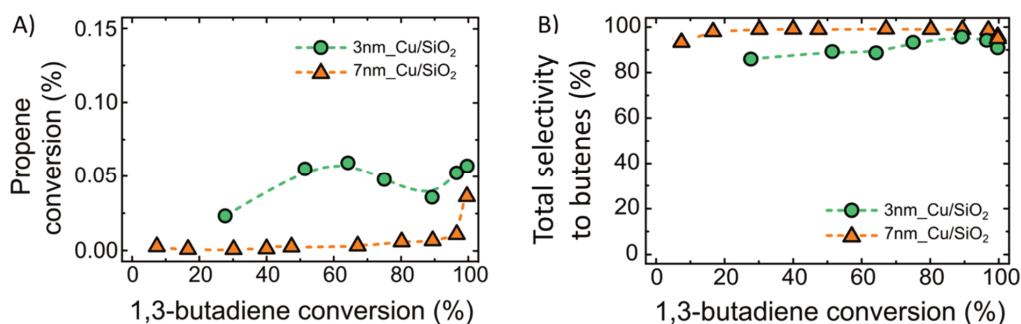 A)
0.15
0.10
0.05
0.00
Propene
conversion (%)
3nm_Cu/SiO₂
7nm_Cu/SiO₂
0 20 40 60 80 100
1,3-butadiene conversion (%)
B)
100
80
60
40
20
0
Total selectivity
to butenes (%)
3nm_Cu/SiO₂
7nm_Cu/SiO₂
0 20 40 60 80 100
1,3-butadiene conversion (%)